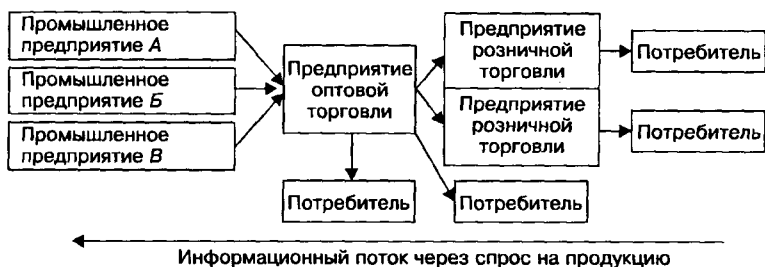 Промышленное
предприятие А
Промышленное
предприятие Б
Промышленное
предприятие В
Предприятие
оптовой
торговли
Предприятие
розничной
торговли
Предприятие
розничной
торговли
Потребитель
Потребитель
Потребитель
Потребитель
Информационный поток через спрос на продукцию